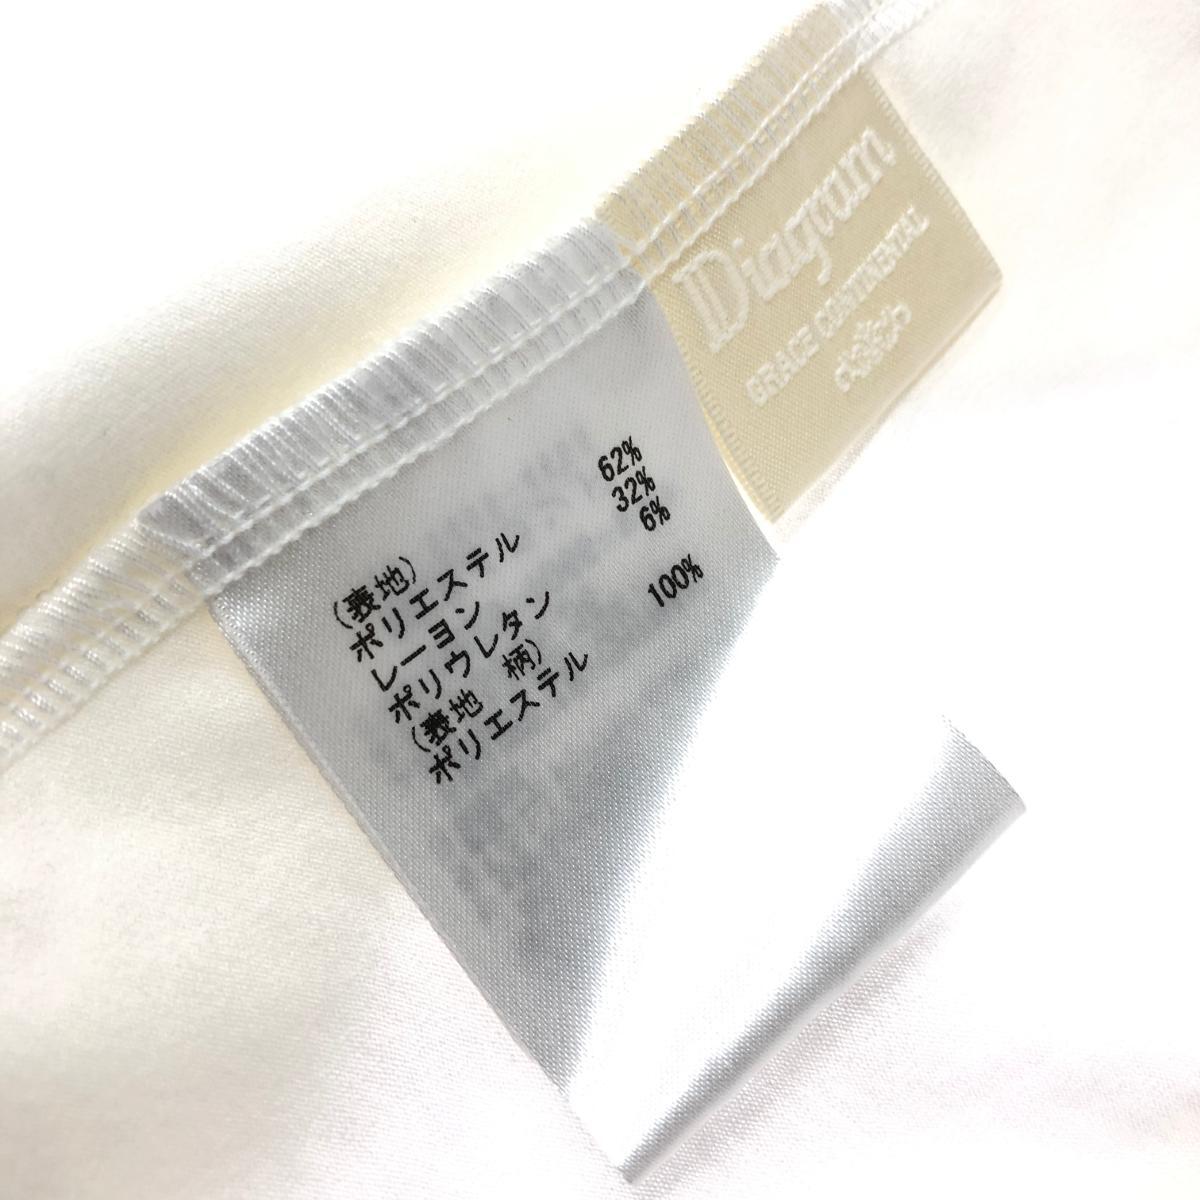 Diagram
GRACE CONTINENTAL
(表地)
ポリエステル 62%
レーヨン 32%
ポリウレタン 6%
(表地 柄)
ポリエステル 100%